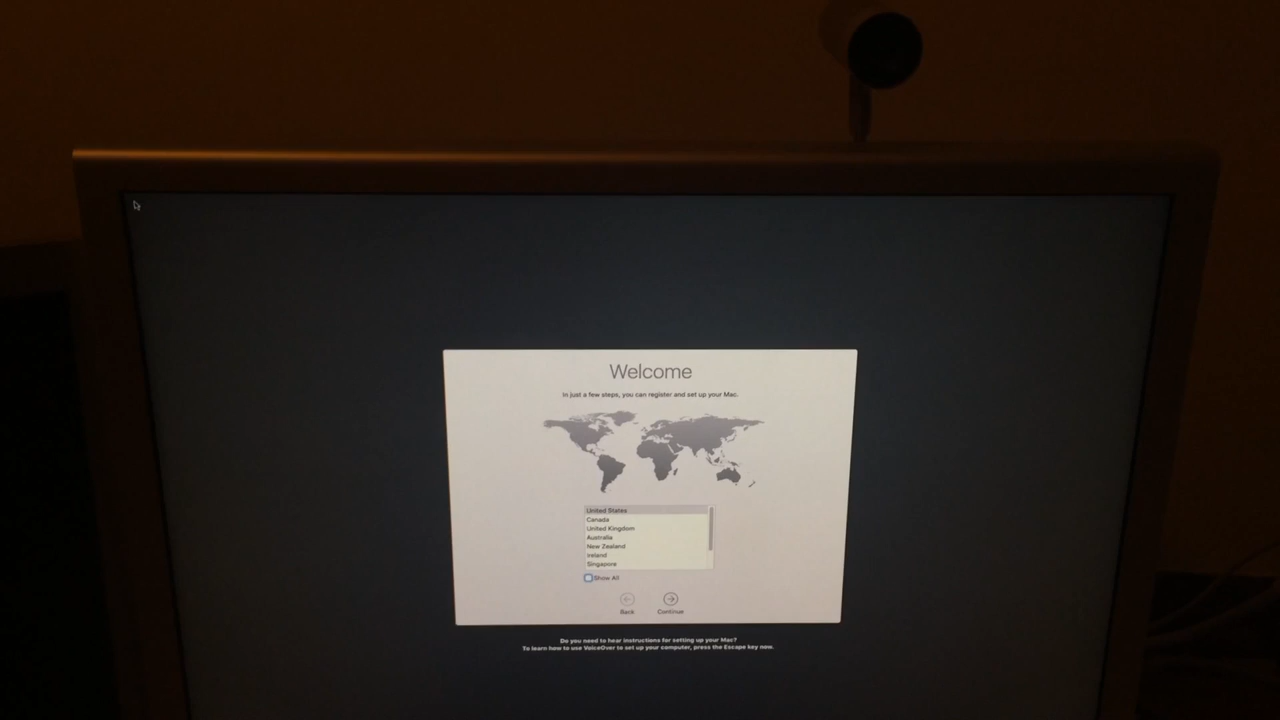 Welcome
In just a few steps, you can register and set up your Mac.
United States
Canada
United Kingdom
Australia
New Zealand
Ireland
Singapore
Show All
Back
Continue
Do you need to hear instructions for setting up your Mac?
To learn how to use VoiceOver to set up your computer, press the Escape key now.